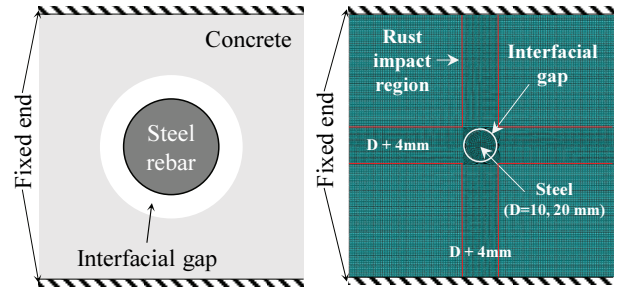 Fixed end
Concrete
Steel
rebar
Interfacial gap
Fixed end
Rust
impact
region
Interfacial
gap
D + 4mm
Steel
(D=10, 20 mm)
D + 4mm